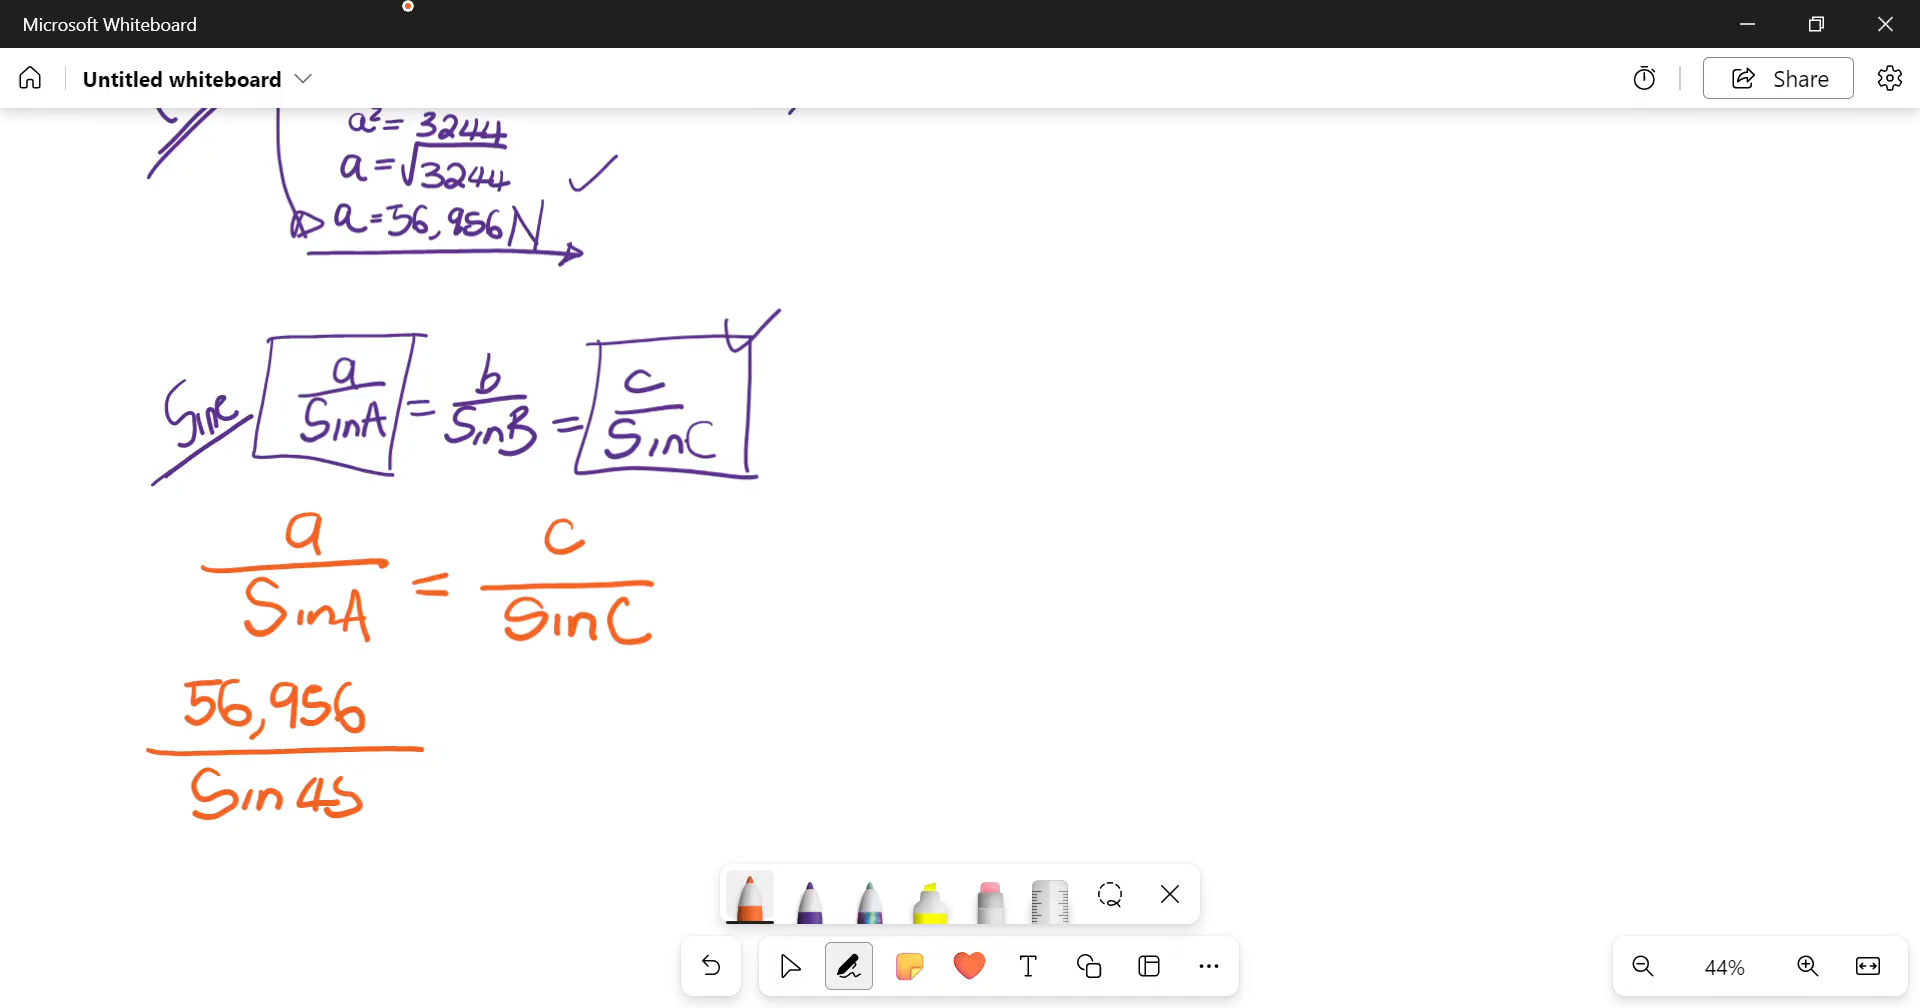 Microsoft Whiteboard
Untitled whiteboard
Share
a² = 3244
a = √3244
a = 56,956 N
Sine a/SinA = b/SinB = c/SinC
a/SinA = c/SinC
56,956
Sin 45
44%